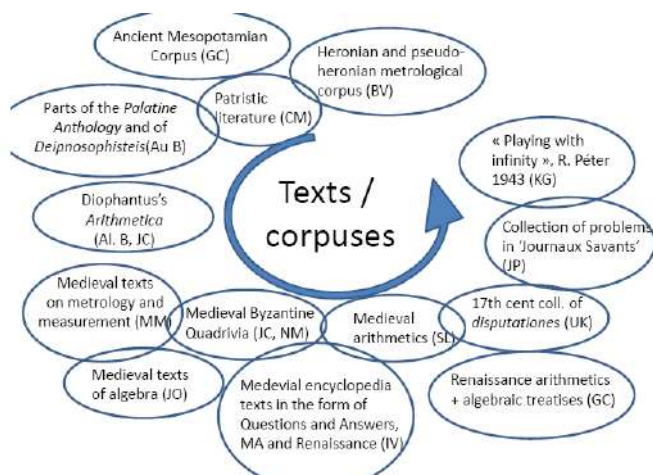 Ancient Mesopotamian
Corpus (GC)
Heronian and pseudo-
heronian metrological
corpus (BV)
Patristic
literature (CM)
Parts of the Palatine
Anthology and of
Deipnosophisteis(Au B)
« Playing with
infinity », R. Péter
1943 (KG)
Texts /
corpuses
Diophantus's
Arithmetica
(Al. B, JC)
Collection of problems
in 'Journaux Savants'
(JP)
Medieval texts
on metrology and
measurement (MM)
Medieval Byzantine
Quadrivia (JC, NM)
Medieval
arithmetics (SL)
17th cent coll. of
disputationes (UK)
Medieval texts
of algebra (JO)
Medevial encyclopedia
texts in the form of
Questions and Answers,
MA and Renaissance (IV)
Renaissance arithmetics
+ algebraic treatises (GC)